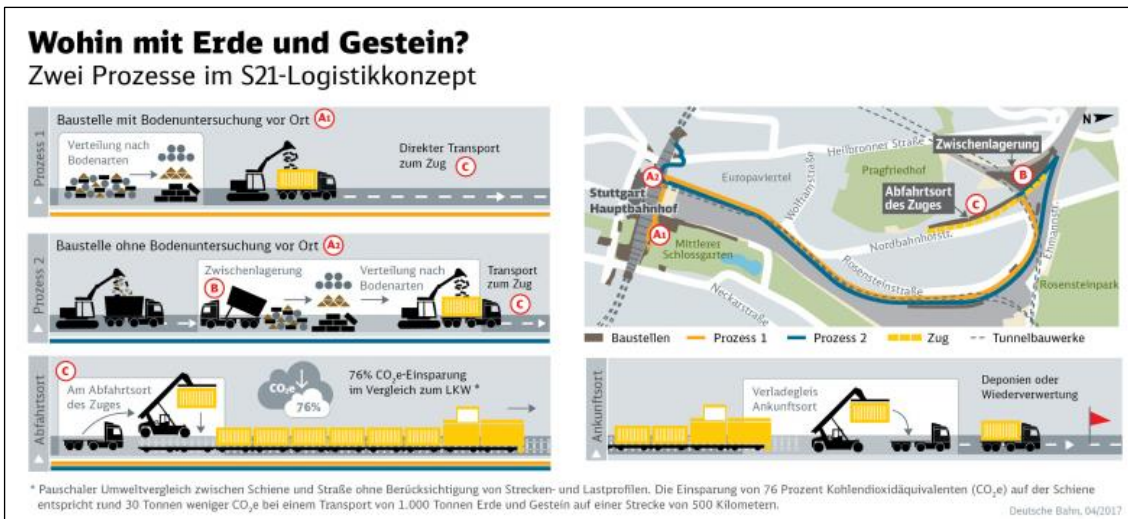 Wohin mit Erde und Gestein?
Zwei Prozesse im S21-Logistikkonzept
Prozess 1
Baustelle mit Bodenuntersuchung vor Ort A1
Verteilung nach
Bodenarten
Direkter Transport
zum Zug C
Prozess 2
Baustelle ohne Bodenuntersuchung vor Ort A2
Zwischenlagerung
B
Verteilung nach
Bodenarten
Transport
zum Zug
C
Abfahrtsort
C
Am Abfahrtsort
des Zuges
CO₂e
76%
76% CO₂e-Einsparung
im Vergleich zum LKW *
N
Heilbronner Straße
Zwischenlagerung
Europaviertel
Pragfriedhof
A2
B
Stuttgart
Hauptbahnhof
Wolframstraße
C
Abfahrtsort
des Zuges
A1
Mittlerer
Schlossgarten
Nordbahnhofstr.
Ehmannstr.
Rosensteinstraße
Rosensteinpark
Neckarstraße
Baustellen Prozess 1 Prozess 2 Zug Tunnelbauwerke
Ankunftsort
Verladegleis
Ankunftsort
Deponien oder
Wiederverwertung
* Pauschaler Umweltvergleich zwischen Schiene und Straße ohne Berücksichtigung von Strecken- und Lastprofilen. Die Einsparung von 76 Prozent Kohlendioxidäquivalenten (CO₂e) auf der Schiene
entspricht rund 30 Tonnen weniger CO₂e bei einem Transport von 1.000 Tonnen Erde und Gestein auf einer Strecke von 500 Kilometern.
Deutsche Bahn, 04/2017